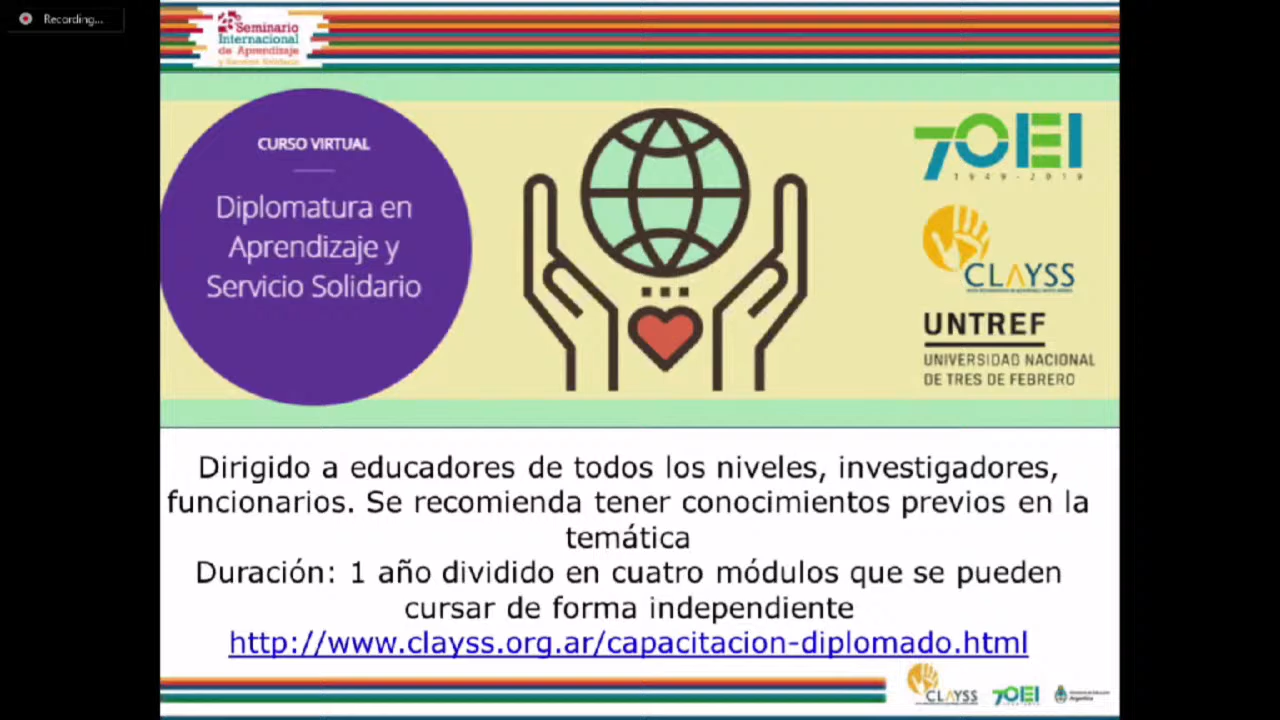 Recording...
Seminario
Internacional
de Aprendizaje
y Servicio Solidario
CURSO VIRTUAL
Diplomatura en
Aprendizaje y
Servicio Solidario
70EI
1949-2019
CLAYSS
UNTREF
UNIVERSIDAD NACIONAL
DE TRES DE FEBRERO
Dirigido a educadores de todos los niveles, investigadores,
funcionarios. Se recomienda tener conocimientos previos en la
temática
Duración: 1 año dividido en cuatro módulos que se pueden
cursar de forma independiente
http://www.clayss.org.ar/capacitacion-diplomado.html
CLAYSS
70EI
Argentina